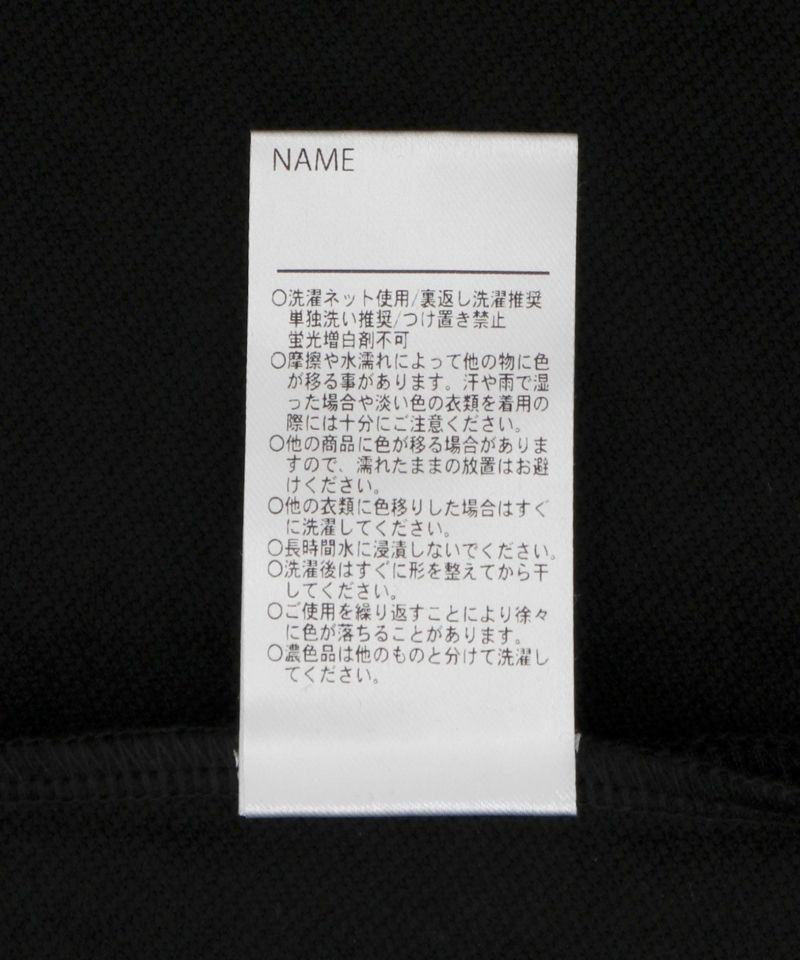 NAME
○洗濯ネット使用/裏返し洗濯推奨
単独洗い推奨/つけ置き禁止
蛍光増白剤不可
○摩擦や水濡れによって他の物に色
が移る事があります。汗や雨で湿
った場合や淡い色の衣類を着用の
際には十分にご注意ください。
○他の商品に色が移る場合がありま
すので、濡れたままの放置はお避
けください。
○他の衣類に色移りした場合はすぐ
に洗濯してください。
○長時間水に浸漬しないでください。
○洗濯後はすぐに形を整えてから干
してください。
○ご使用を繰り返すことにより徐々
に色が落ちることがあります。
○濃色品は他のものと分けて洗濯し
てください。